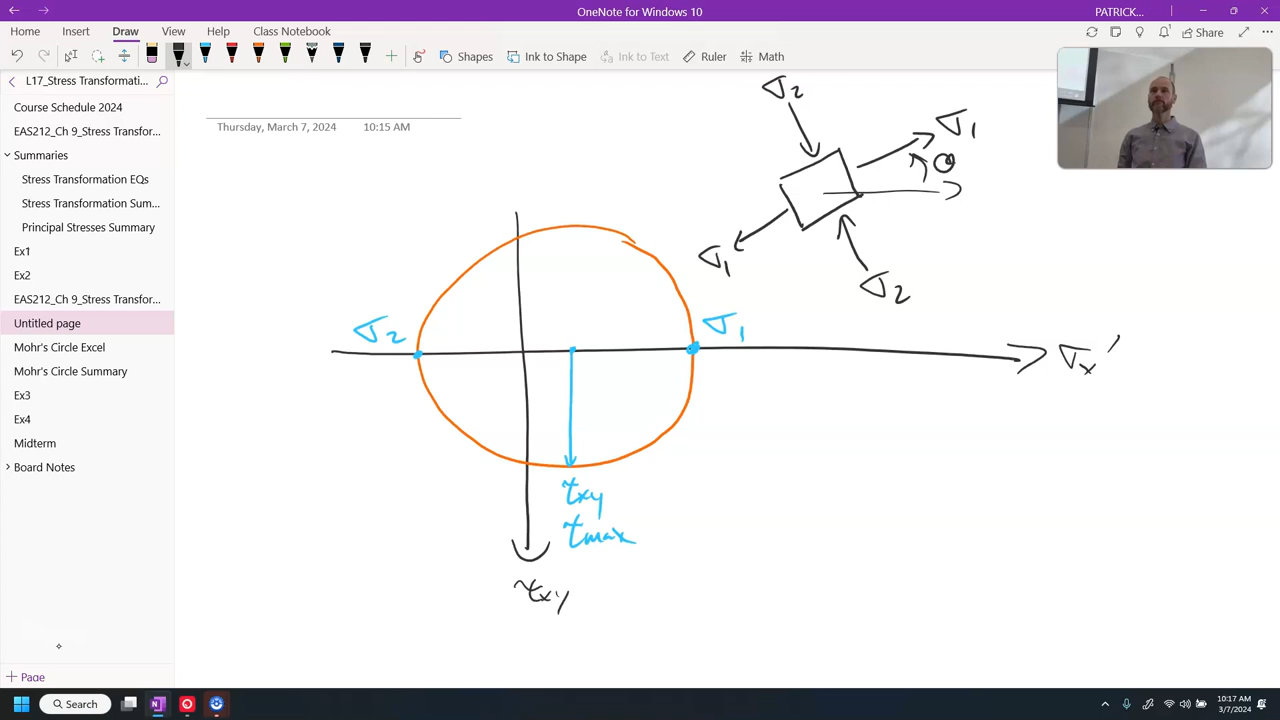 OneNote for Windows 10
PATRICK...
Home Insert Draw View Help Class Notebook
Share
Shapes Ink to Shape Ink to Text Ruler Math
L17_Stress Transformati...
Course Schedule 2024
EAS212_Ch 9_Stress Transfor...
Summaries
Stress Transformation EQs
Stress Transformation Sum...
Principal Stresses Summary
Ex1
Ex2
EAS212_Ch 9_Stress Transfor...
Untitled page
Mohr's Circle Excel
Mohr's Circle Summary
Ex3
Ex4
Midterm
Board Notes
Page
Thursday, March 7, 2024 10:15 AM
σ2
σ1
θ
σ1
σ2
σ2
σ1
σx'
τxy
τmax
τxy
Search
10:17 AM
3/7/2024